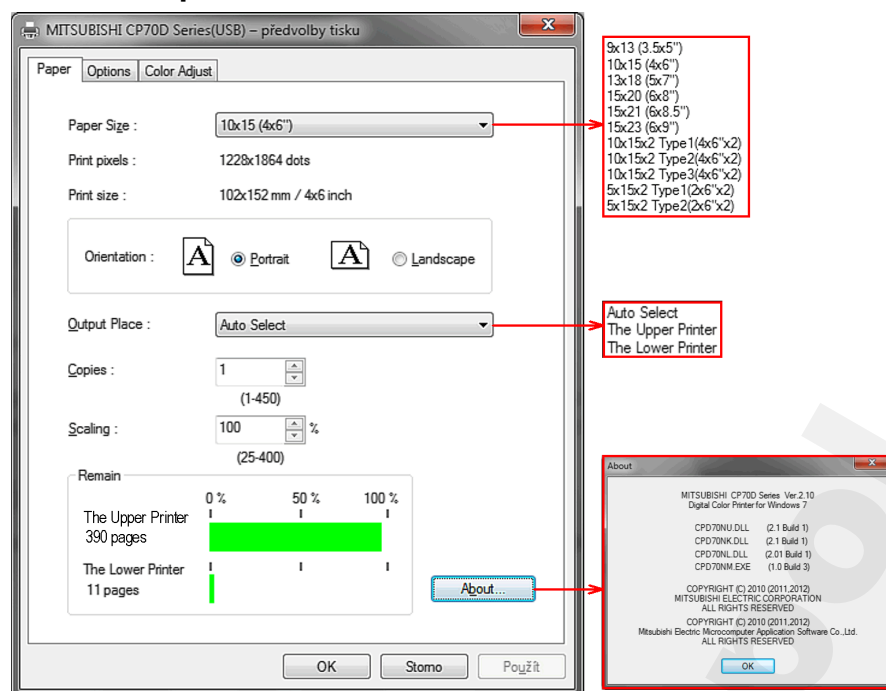 MITSUBISHI CP70D Series(USB) – předvolby tisku
Paper Options Color Adjust
Paper Size : 10x15 (4x6")
Print pixels : 1228x1864 dots
Print size : 102x152 mm / 4x6 inch
Orientation : A Portrait A Landscape
Output Place : Auto Select
Copies : 1
(1-450)
Scaling : 100 %
(25-400)
Remain
0 % 50 % 100 %
The Upper Printer
390 pages
The Lower Printer
11 pages
About...
OK Storno Použít
9x13 (3.5x5")
10x15 (4x6")
13x18 (5x7")
15x20 (6x8")
15x21 (6x8.5")
15x23 (6x9")
10x15x2 Type1(4x6"x2)
10x15x2 Type2(4x6"x2)
10x15x2 Type3(4x6"x2)
5x15x2 Type1(2x6"x2)
5x15x2 Type2(2x6"x2)
Auto Select
The Upper Printer
The Lower Printer
About
MITSUBISHI CP70D Series Ver.2.10
Digital Color Printer for Windows 7
CPD70NU.DLL (2.1 Build 1)
CPD70NK.DLL (2.1 Build 1)
CPD70NL.DLL (2.01 Build 1)
CPD70NM.EXE (1.0 Build 3)
COPYRIGHT (C) 2010 (2011,2012)
MITSUBISHI ELECTRIC CORPORATION
ALL RIGHTS RESERVED
COPYRIGHT (C) 2010 (2011,2012)
Mitsubishi Electric Microcomputer Application Software Co.,Ltd.
ALL RIGHTS RESERVED
OK